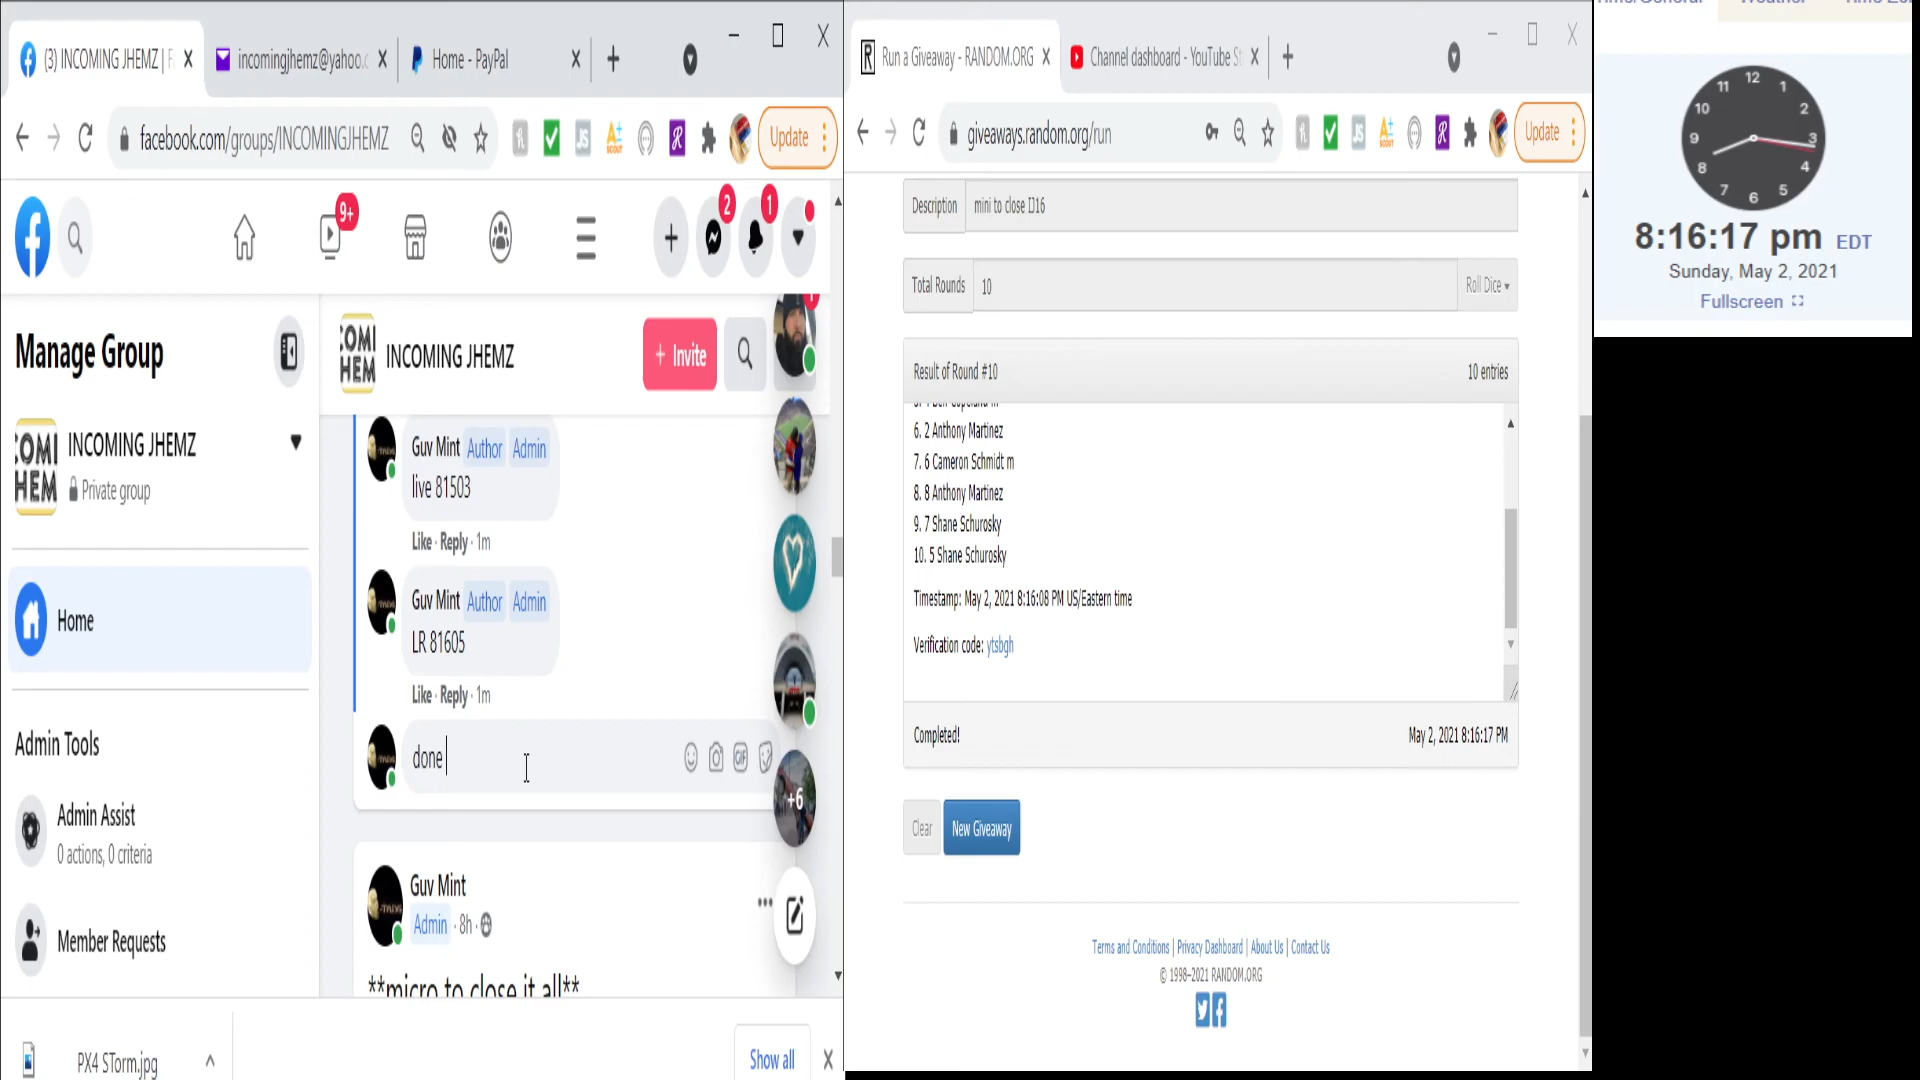 (3) INCOMING JHEMZ |
incomingjhemz@yahoo.c
Home - PayPal
facebook.com/groups/INCOMINGJHEMZ
Update
9+
2
1
Manage Group
INCOMING JHEMZ
Private group
Home
Admin Tools
Admin Assist
0 actions, 0 criteria
Member Requests
INCOMING JHEMZ
+ Invite
Guv Mint Author Admin
live 81503
Like · Reply · 1m
Guv Mint Author Admin
LR 81605
Like · Reply · 1m
done
GIF
+6
Guv Mint
Admin · 8h ·
**micro to close it all**
PX4 STorm.jpg
Show all
Run a Giveaway - RANDOM.ORG
Channel dashboard - YouTube St
giveaways.random.org/run
Update
Description mini to close IJ16
Total Rounds 10 Roll Dice
Result of Round #10 10 entries
6. 2 Anthony Martinez
7. 6 Cameron Schmidt m
8. 8 Anthony Martinez
9. 7 Shane Schurosky
10. 5 Shane Schurosky
Timestamp: May 2, 2021 8:16:08 PM US/Eastern time
Verification code: ytsbgh
Completed! May 2, 2021 8:16:17 PM
Clear New Giveaway
Terms and Conditions | Privacy Dashboard | About Us | Contact Us
© 1998–2021 RANDOM.ORG
12
1
2
3
4
5
6
7
8
9
10
11
8:16:17 pm EDT
Sunday, May 2, 2021
Fullscreen